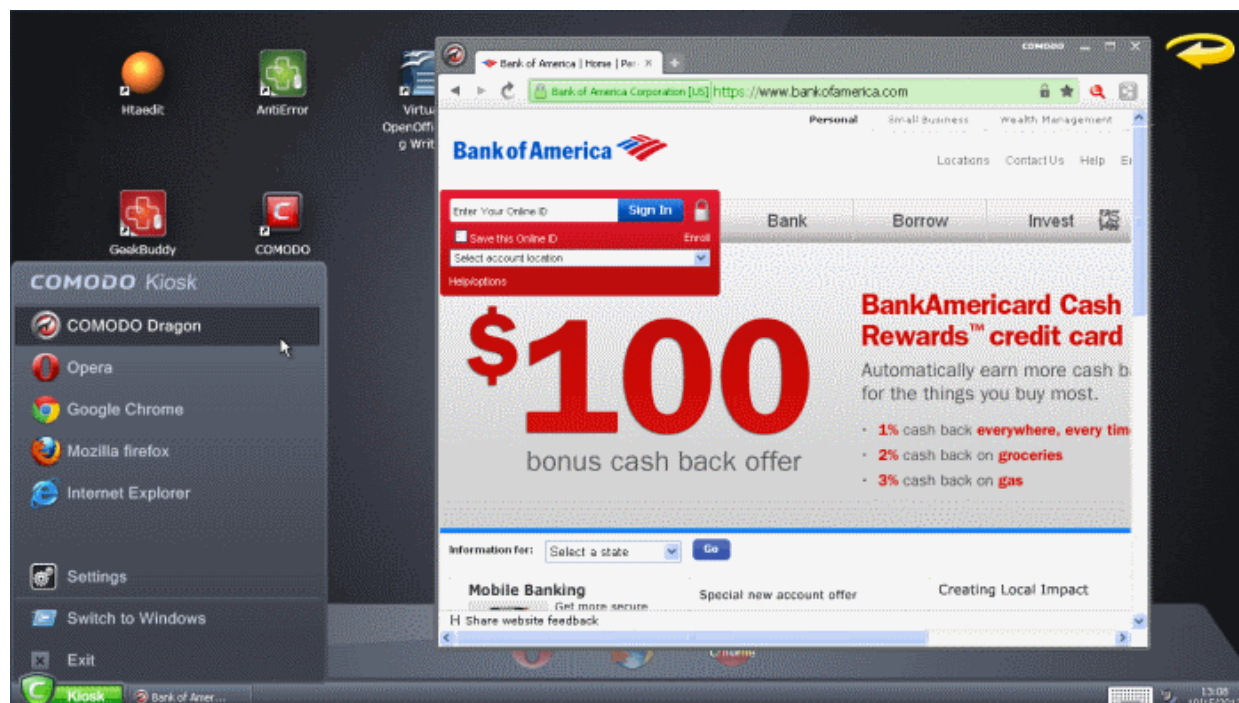 Htaedit
AntiError
Virtu
OpenOffi
g Writ
GeekBuddy
COMODO
COMODO Kiosk
COMODO Dragon
Opera
Google Chrome
Mozilla firefox
Internet Explorer
Settings
Switch to Windows
Exit
Kiosk
Bank of Amer...
COMODO
Bank of America | Home | Per
Bank of America Corporation [US] https://www.bankofamerica.com
Personal Small Business Wealth Management
Bank of America
Locations Contact Us Help
Enter Your Online ID Sign In
Save this Online ID Enroll
Select account location
Help/options
Bank Borrow Invest
$100
bonus cash back offer
BankAmericard Cash
Rewards™ credit card
Automatically earn more cash b
for the things you buy most.
· 1% cash back everywhere, every tim
· 2% cash back on groceries
· 3% cash back on gas
Information for: Select a state Go
Mobile Banking
Get more secure
Special new account offer
Creating Local Impact
H Share website feedback
13:08